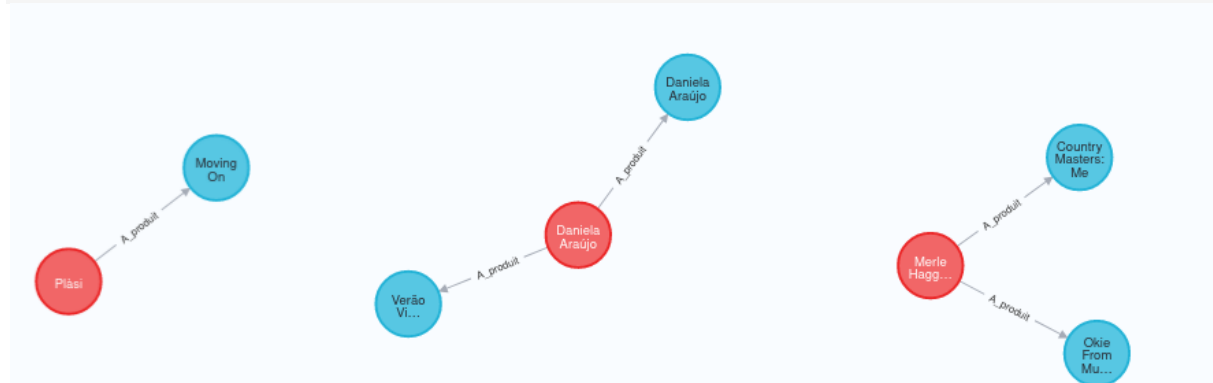 Plàsi
A_produit
Moving
On
Daniela
Araújo
A_produit
Daniela
Araújo
A_produit
Verão
Vi...
Merle
Hagg...
A_produit
Country
Masters:
Me
A_produit
Okie
From
Mu...